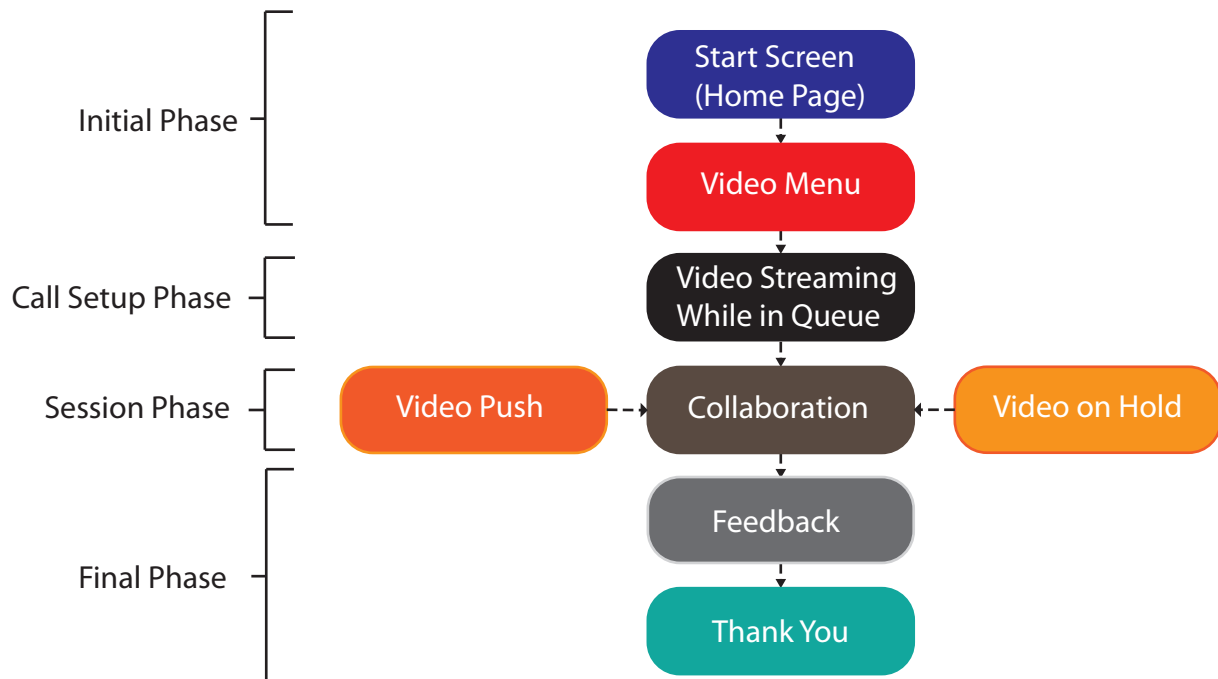 Start Screen
(Home Page)
Initial Phase
Video Menu
Call Setup Phase
Video Streaming
While in Queue
Session Phase
Video Push
Collaboration
Video on Hold
Feedback
Final Phase
Thank You